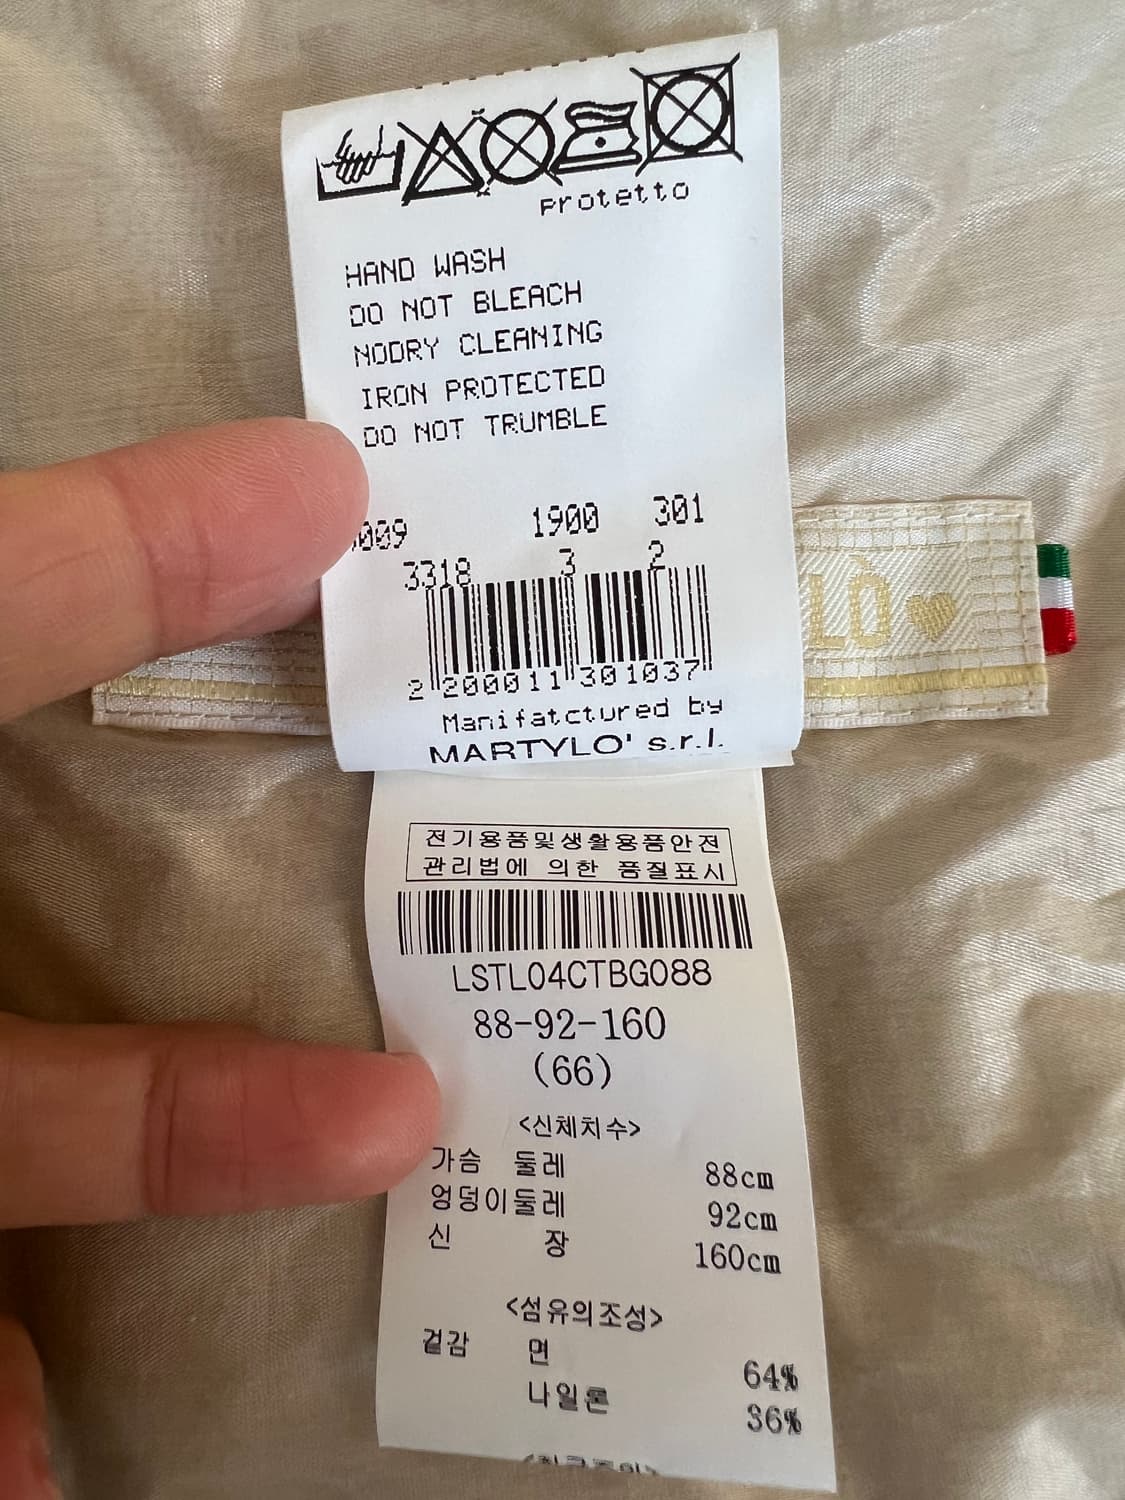 protetto
HAND WASH
DO NOT BLEACH
NODRY CLEANING
IRON PROTECTED
DO NOT TRUMBLE
009 1900 301
3318 3 2
2 200011 301037
Manifatctured by
MARTYLO' s.r.l.
LÒ
전기용품및생활용품안전
관리법에 의한 품질표시
LSTL04CTBG088
88-92-160
(66)
<신체치수>
가슴 둘레 88cm
엉덩이둘레 92cm
신 장 160cm
<섬유의조성>
겉감 면 64%
나일론 36%